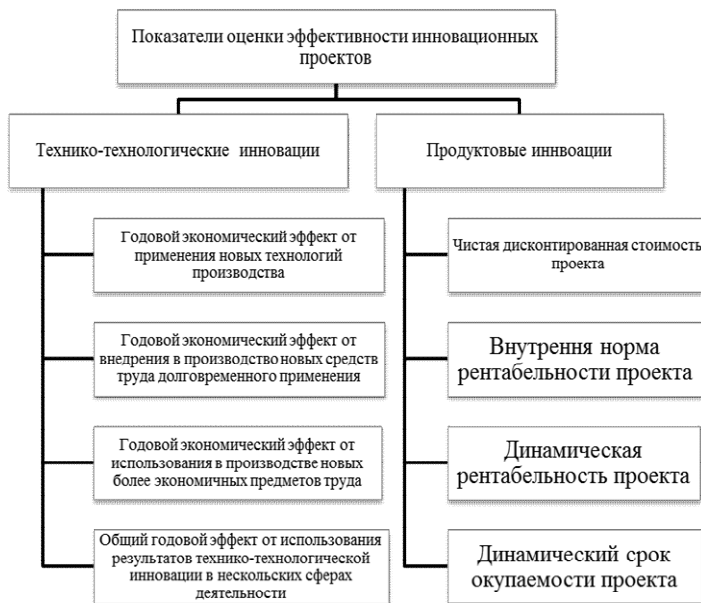 Показатели оценки эффективности инновационных
проектов
Технико-технологические инновации
Продуктовые иннвоации
Годовой экономический эффект от
применения новых технологий
производства
Годовой экономический эффект от
внедрения в производство новых средств
труда долговременного применения
Годовой экономический эффект от
использования в производстве новых
более экономичных предметов труда
Общий годовой эффект от использования
результатов технико-технологической
инновации в нескольских сферах
деятельности
Чистая дисконтированная стоимость
проекта
Внутрення норма
рентабельности проекта
Динамическая
рентабельность проекта
Динамический срок
окупаемости проекта